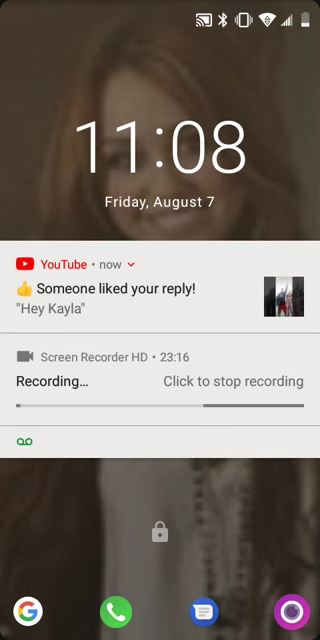 11:08
Friday, August 7
YouTube • now
👍 Someone liked your reply!
"Hey Kayla"
Screen Recorder HD • 23:16
Recording... Click to stop recording